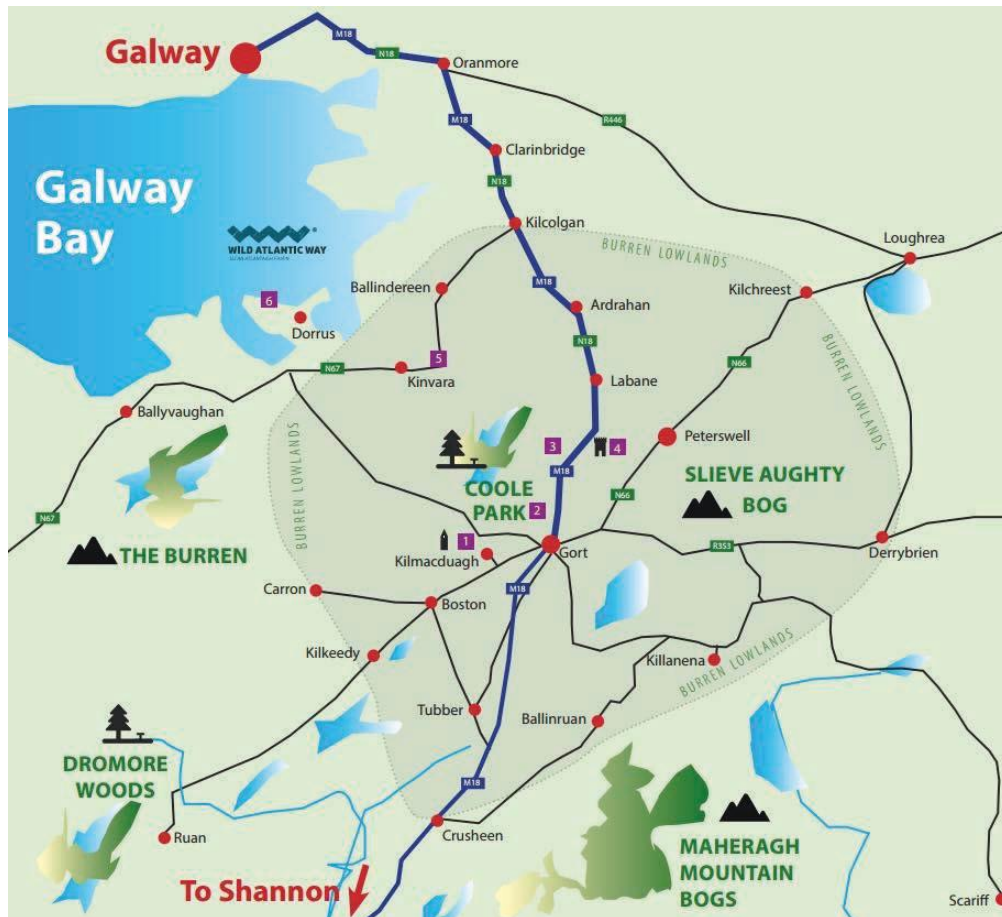 Galway
M18
N18
Oranmore
M18
R446
Clarinbridge
N18
Galway
Bay
Kilcolgan
WILD ATLANTIC WAY
BURREN LOWLANDS
Loughrea
M18
Ballindereen
Kilchreest
6
Ardrahan
Dorrus
N18
BURREN LOWLANDS
5
N67
Kinvara
Labane
N66
Ballyvaughan
Peterswell
BURREN LOWLANDS
3
4
M18
COOLE
PARK
SLIEVE AUGHTY
BOG
N66
2
N67
1
THE BURREN
Kilmacduagh
Gort
R353
Derrybrien
Carron
M18
Boston
Kilkeedy
Killanena
BURREN LOWLANDS
Tubber
Ballinruan
DROMORE
WOODS
M18
Crusheen
Ruan
MAHERAGH
MOUNTAIN
BOGS
To Shannon
Scariff